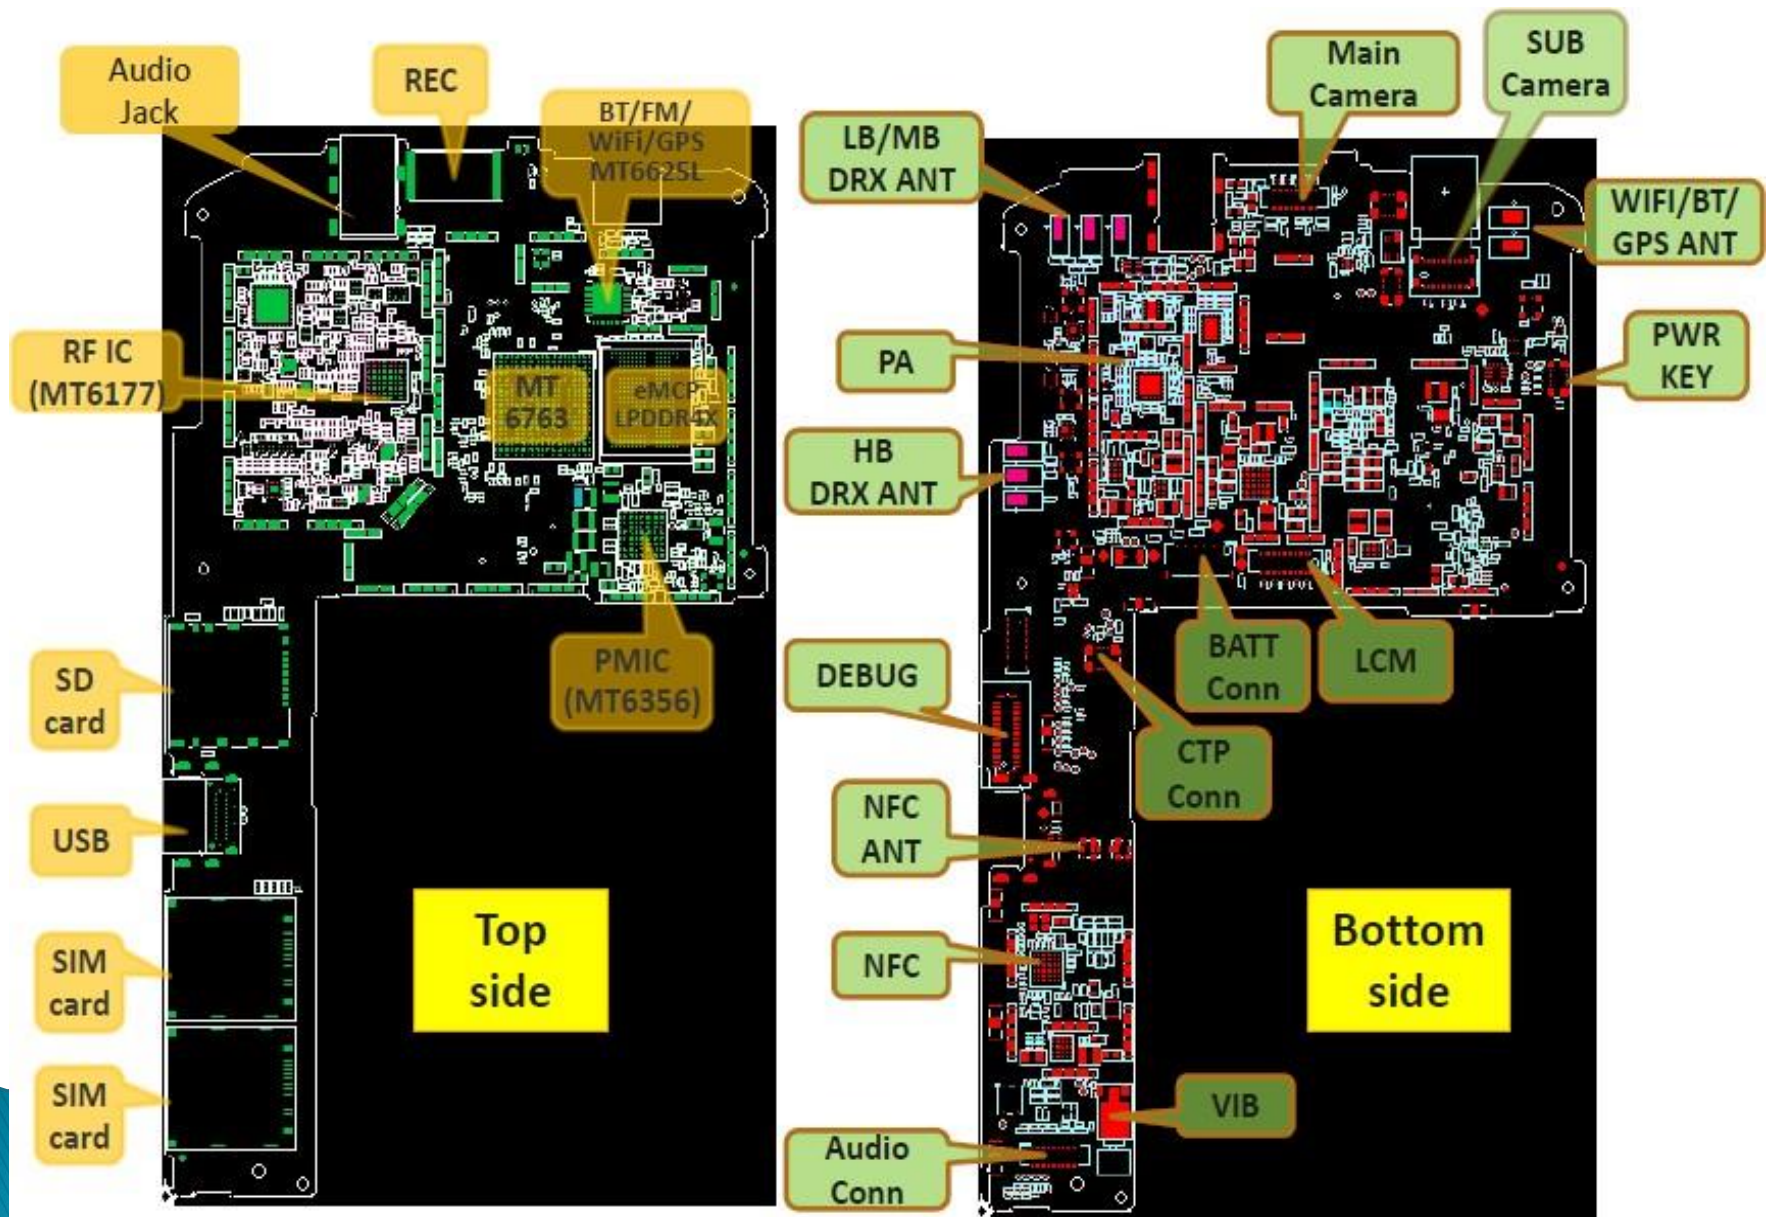 Audio
Jack
REC
BT/FM/
WiFi/GPS
MT6625L
RF IC
(MT6177)
MT
6763
eMCP
LPDDR4X
PMIC
(MT6356)
SD
card
USB
SIM
card
SIM
card
Top
side
Main
Camera
SUB
Camera
LB/MB
DRX ANT
WIFI/BT/
GPS ANT
PA
PWR
KEY
HB
DRX ANT
BATT
Conn
LCM
DEBUG
CTP
Conn
NFC
ANT
NFC
Bottom
side
VIB
Audio
Conn